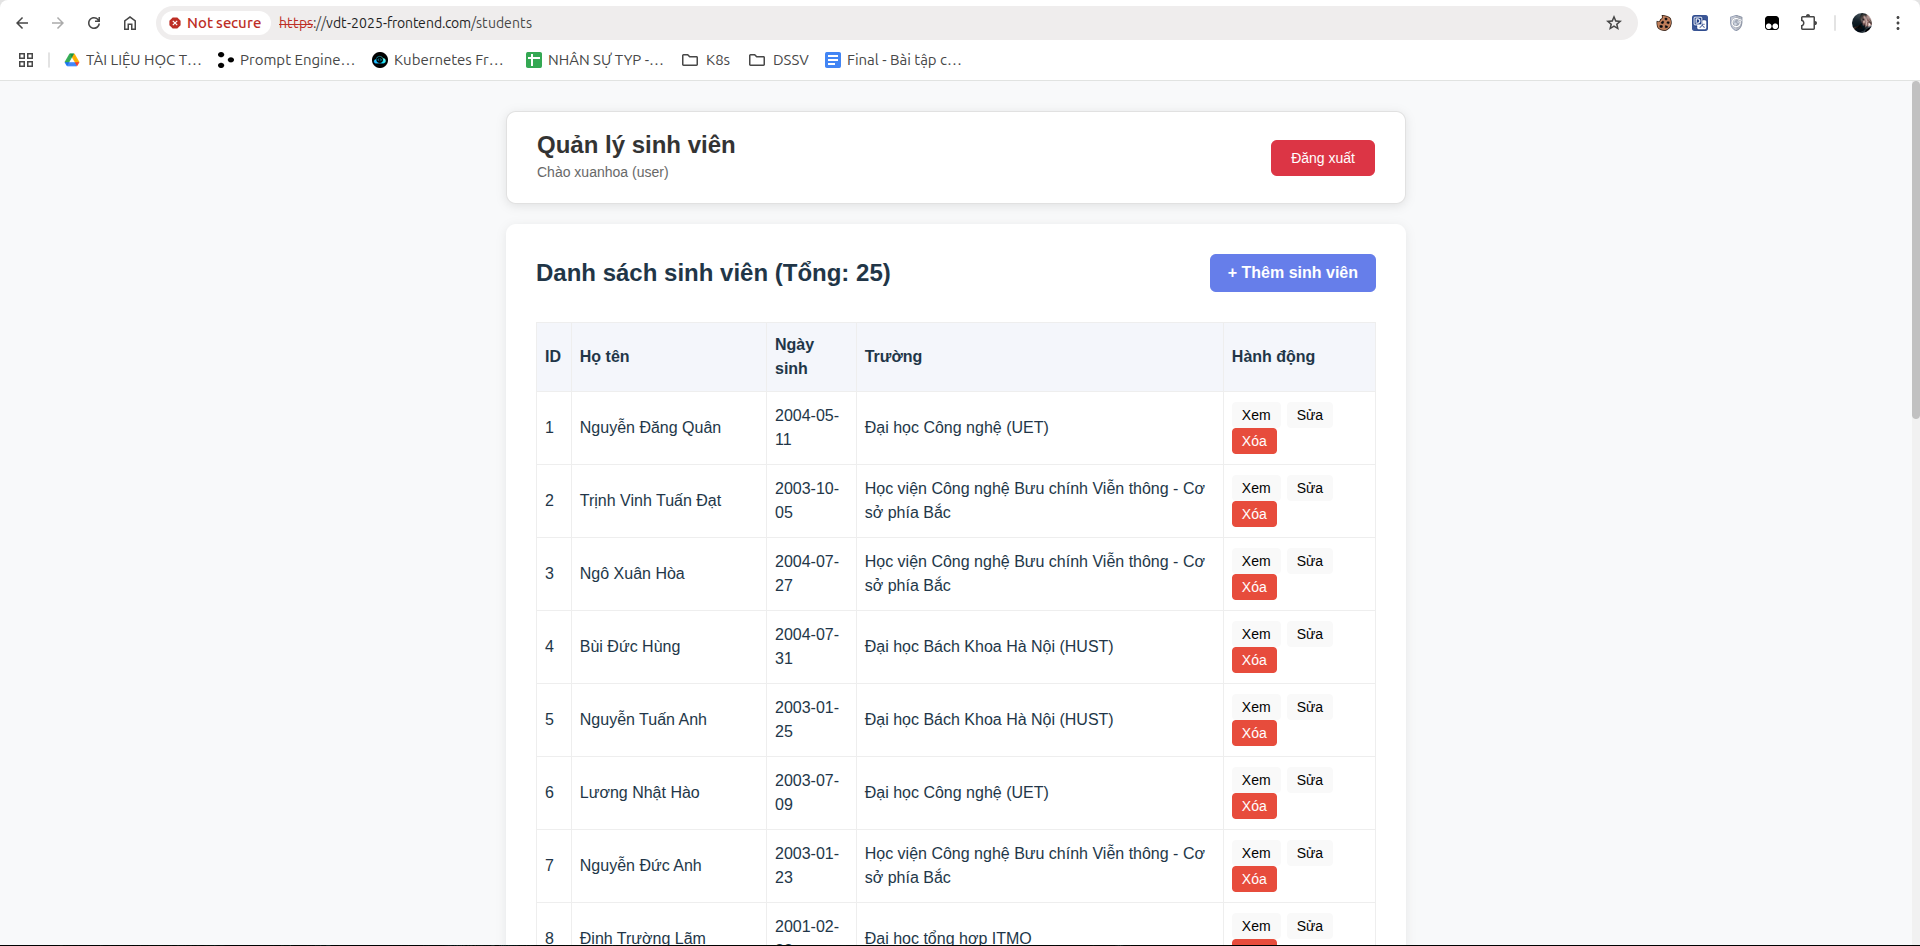 Not secure https://vdt-2025-frontend.com/students
TÀI LIỆU HỌC T... Prompt Engine... Kubernetes Fr... NHÂN SỰ TYP -... K8s DSSV Final - Bài tập c...
Quản lý sinh viên
Chào xuanhoa (user)
Đăng xuất
Danh sách sinh viên (Tổng: 25)
+ Thêm sinh viên
ID Họ tên Ngày sinh Trường Hành động
1 Nguyễn Đăng Quân 2004-05-11 Đại học Công nghệ (UET) Xem Sửa
Xóa
2 Trịnh Vinh Tuấn Đạt 2003-10-05 Học viện Công nghệ Bưu chính Viễn thông - Cơ sở phía Bắc Xem Sửa
Xóa
3 Ngô Xuân Hòa 2004-07-27 Học viện Công nghệ Bưu chính Viễn thông - Cơ sở phía Bắc Xem Sửa
Xóa
4 Bùi Đức Hùng 2004-07-31 Đại học Bách Khoa Hà Nội (HUST) Xem Sửa
Xóa
5 Nguyễn Tuấn Anh 2003-01-25 Đại học Bách Khoa Hà Nội (HUST) Xem Sửa
Xóa
6 Lương Nhật Hào 2003-07-09 Đại học Công nghệ (UET) Xem Sửa
Xóa
7 Nguyễn Đức Anh 2003-01-23 Học viện Công nghệ Bưu chính Viễn thông - Cơ sở phía Bắc Xem Sửa
Xóa
8 Đinh Trường Lãm 2001-02- Đại học tổng hợp ITMO Xem Sửa